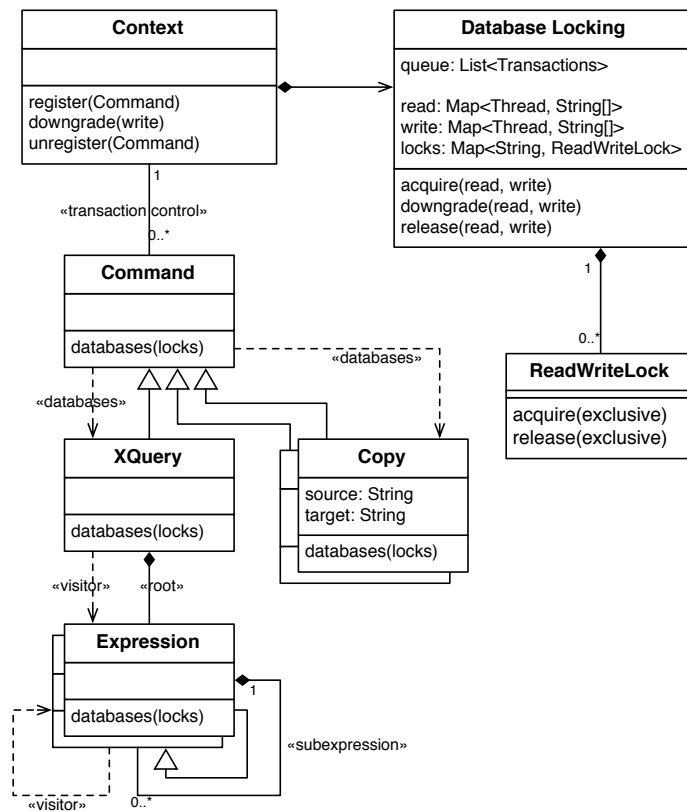 Context
register(Command)
downgrade(write)
unregister(Command)
Database Locking
queue: List<Transactions>
read: Map<Thread, String[]>
write: Map<Thread, String[]>
locks: Map<String, ReadWriteLock>
acquire(read, write)
downgrade(read, write)
release(read, write)
1
«transaction control»
0..*
1
0..*
Command
databases(locks)
«databases»
«databases»
ReadWriteLock
acquire(exclusive)
release(exclusive)
XQuery
databases(locks)
Copy
source: String
target: String
databases(locks)
«visitor»
«root»
Expression
databases(locks)
1
«subexpression»
«visitor»
0..*